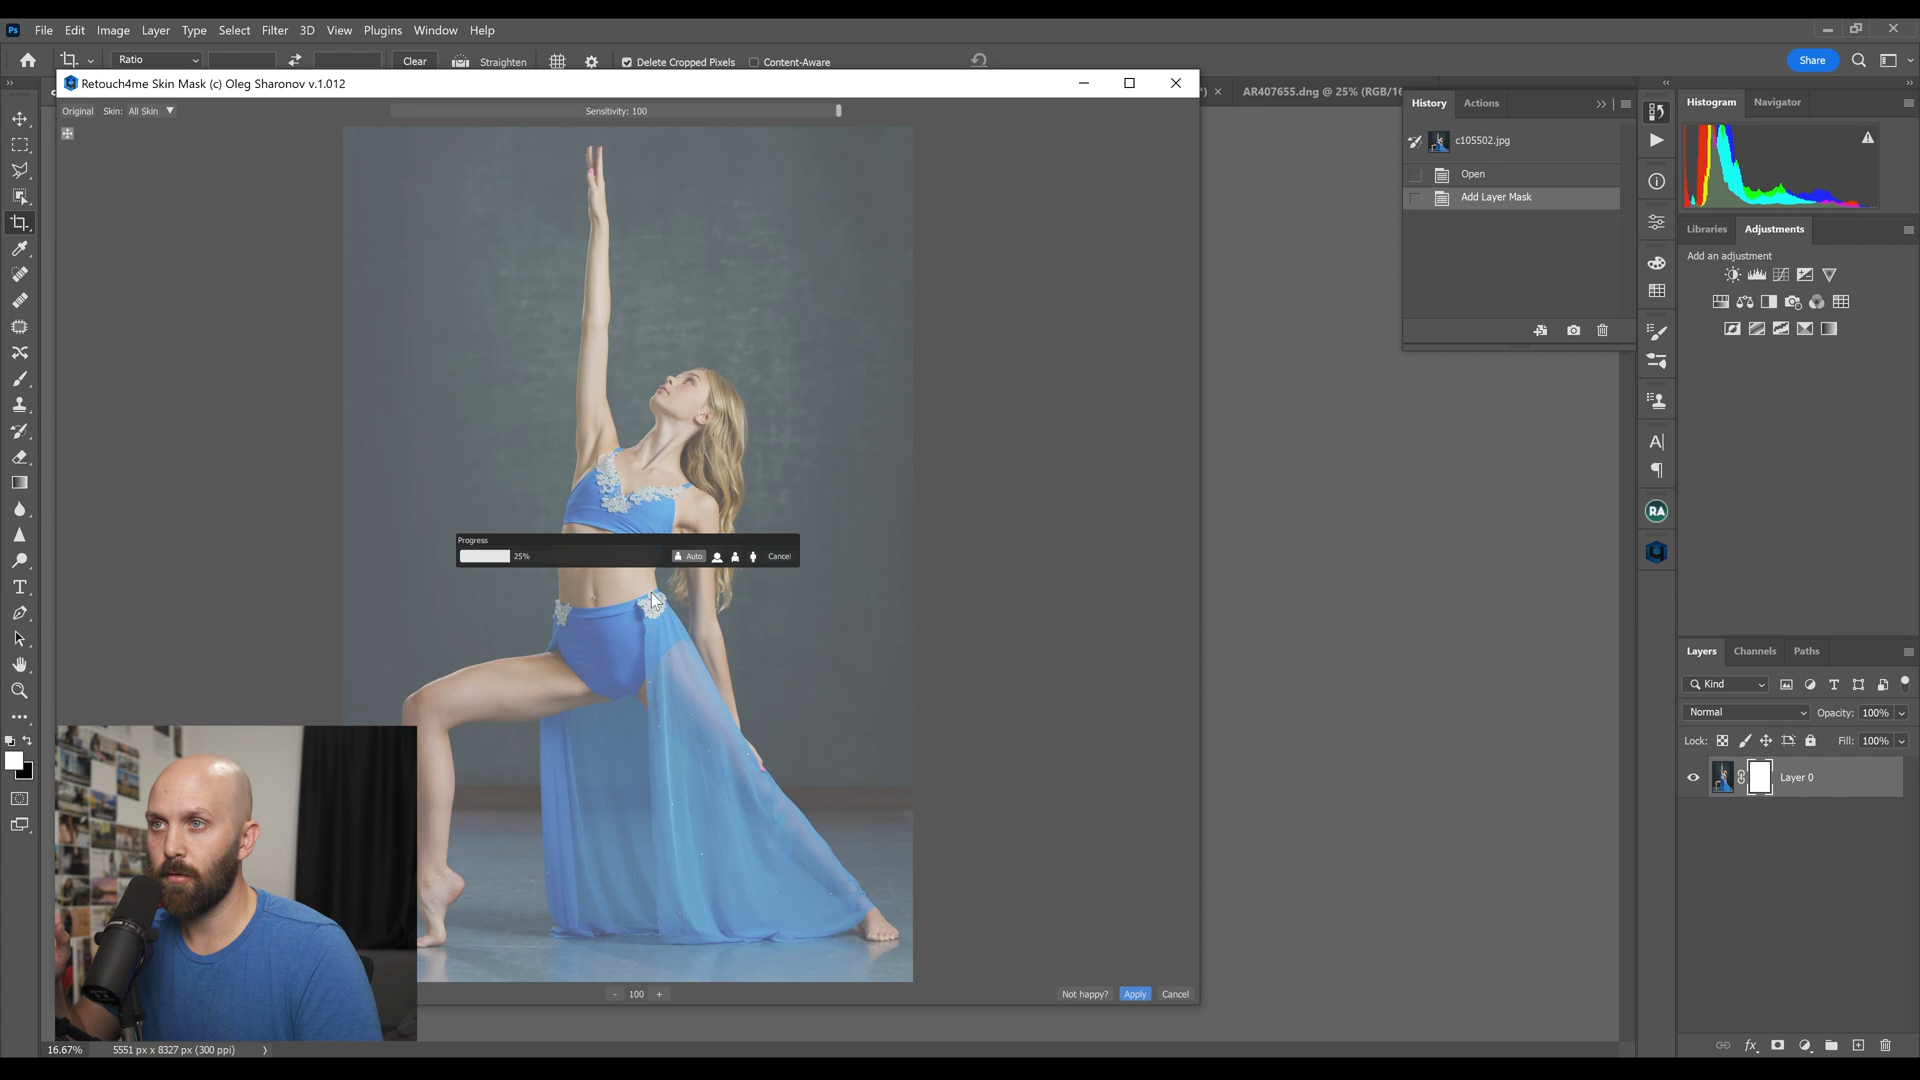 Ps File Edit Image Layer Type Select Filter 3D View Plugins Window Help
Ratio Clear Straighten Delete Cropped Pixels Content-Aware Share
Retouch4me Skin Mask (c) Oleg Sharonov v.1.012
AR407655.dng @ 25% (RGB/16
Original Skin: All Skin Sensitivity: 100
History Actions
c105502.jpg
Open
Add Layer Mask
Histogram Navigator
Libraries Adjustments
Add an adjustment
RA
Progress
25% Auto Cancel
Layers Channels Paths
Kind
Normal Opacity: 100%
Lock: Fill: 100%
Layer 0
- 100 + Not happy? Apply Cancel
16.67% 5551 px x 8327 px (300 ppi)